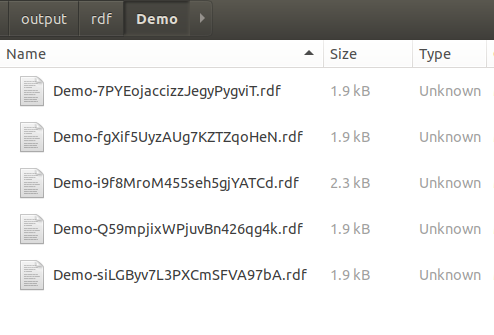 output rdf Demo
Name Size Type
Demo-7PYEojaccizzJegyPygviT.rdf 1.9 kB Unknown
Demo-fgXif5UyzAUg7KZTZqoHeN.rdf 1.9 kB Unknown
Demo-i9f8MroM455seh5gjYATCd.rdf 2.3 kB Unknown
Demo-Q59mpjixWPjuvBn426qg4k.rdf 1.9 kB Unknown
Demo-siLGByv7L3PXCmSFVA97bA.rdf 1.9 kB Unknown